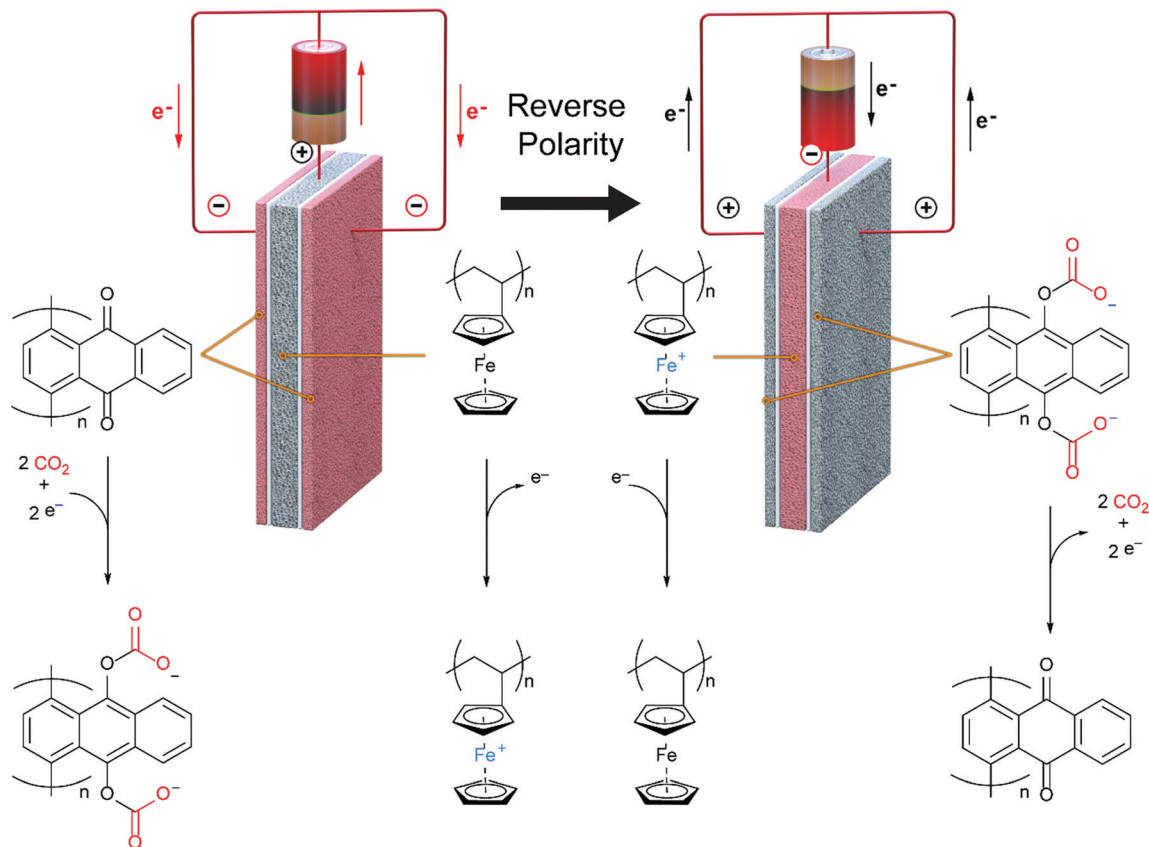 e⁻
e⁻
+
−
−
Reverse
Polarity
e⁻
e⁻
e⁻
−
+
+
O
O
n
2 CO₂
+
2 e⁻
O
O
O⁻
n
O
O⁻
O
n
Fe
e⁻
n
Fe⁺
n
Fe⁺
e⁻
n
Fe
O
O
O⁻
n
O
O⁻
O
2 CO₂
+
2 e⁻
O
n
O